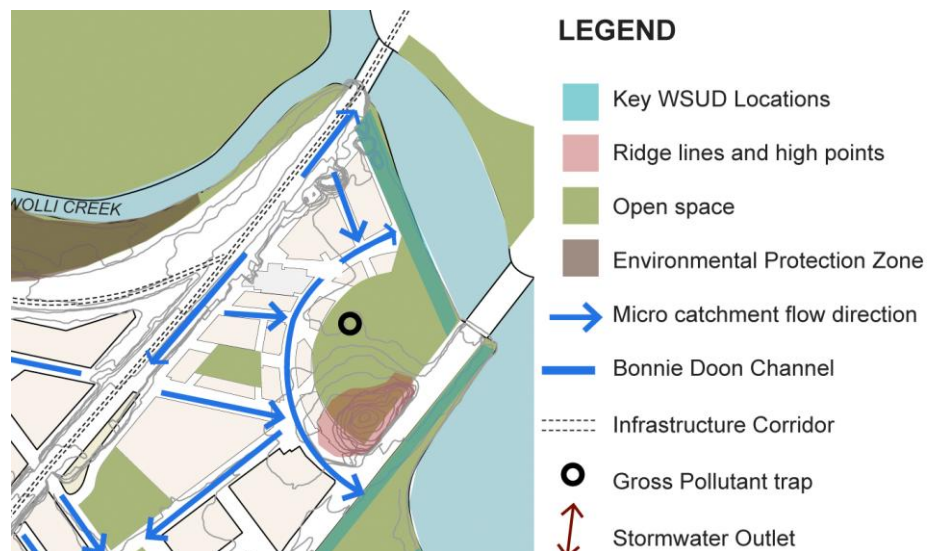 WOLLI CREEK
LEGEND
Key WSUD Locations
Ridge lines and high points
Open space
Environmental Protection Zone
Micro catchment flow direction
Bonnie Doon Channel
Infrastructure Corridor
Gross Pollutant trap
Stormwater Outlet